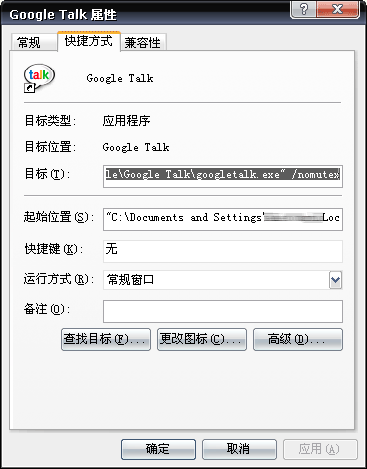 Google Talk 属性
常规 快捷方式 兼容性
talk
Google Talk
目标类型: 应用程序
目标位置: Google Talk
目标(T): le\Google Talk\googletalk.exe" /nomutex
起始位置(S): "C:\Documents and Settings\ Loc
快捷键(K): 无
运行方式(R): 常规窗口
备注(O):
查找目标(F)... 更改图标(C)... 高级(D)...
确定 取消 应用(A)